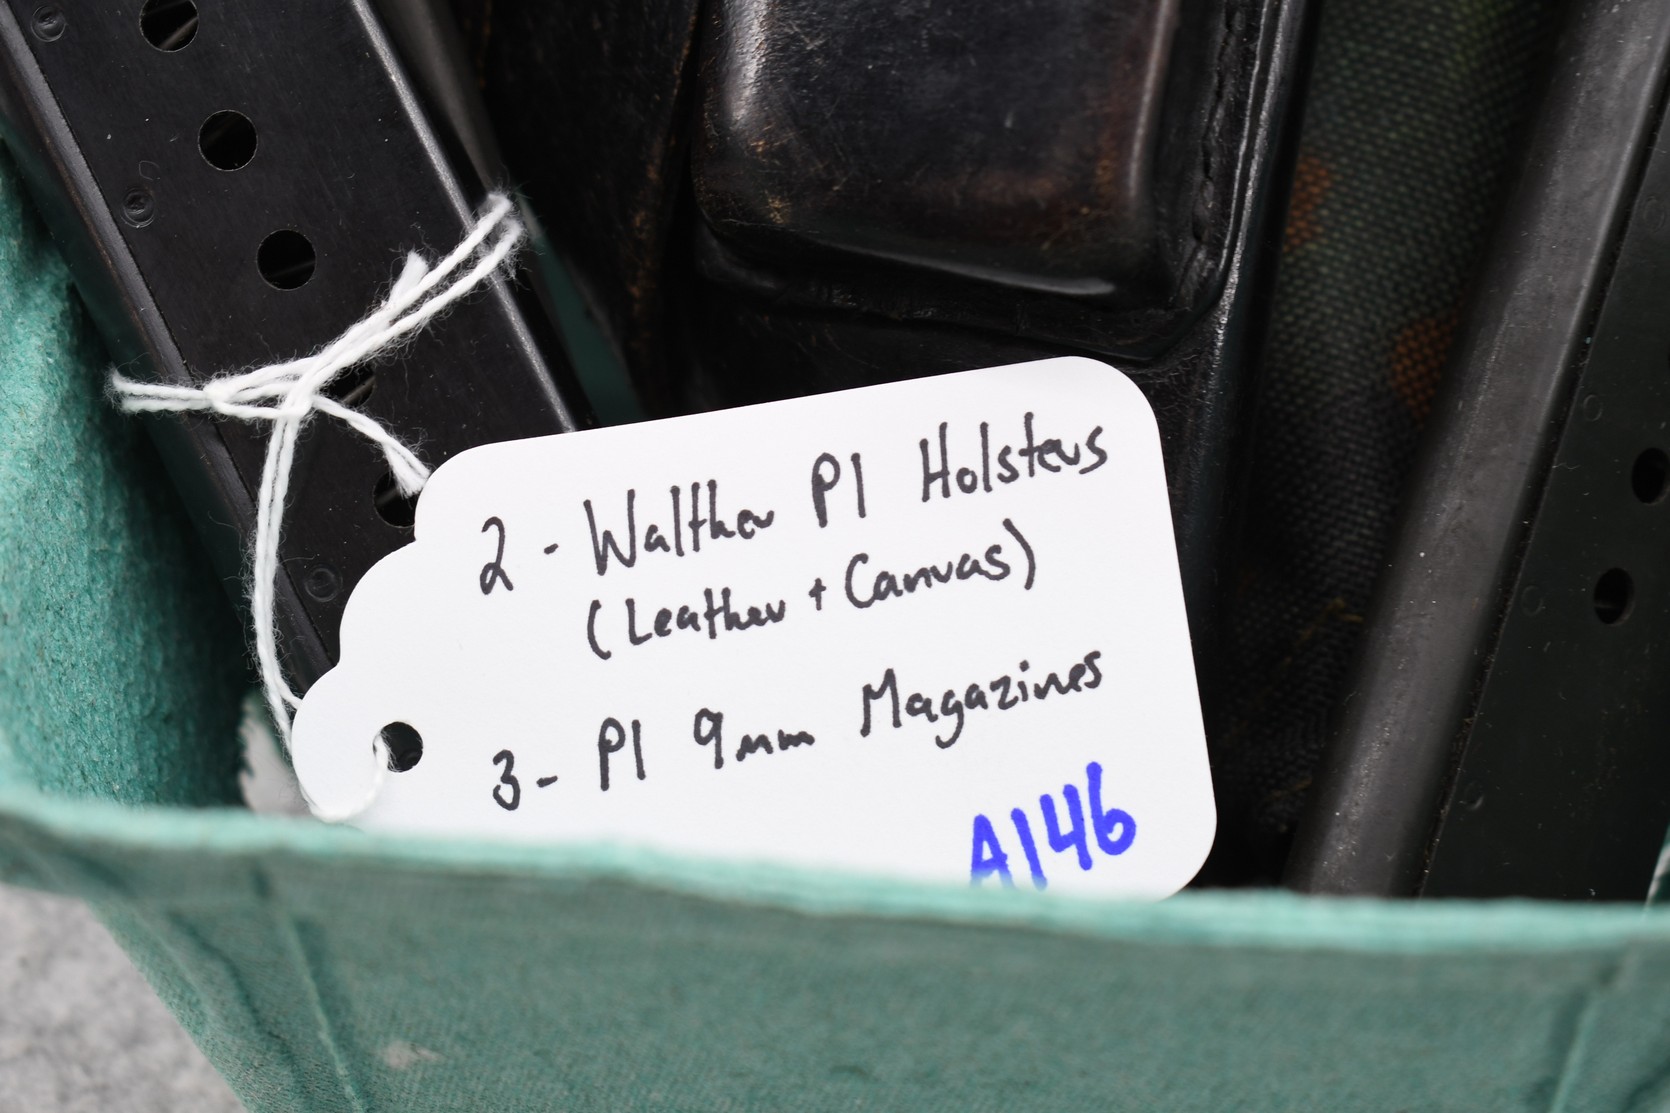 2 - Walther P1 Holsters
(Leather + Canvas)
3 - P1 9mm Magazines
A146